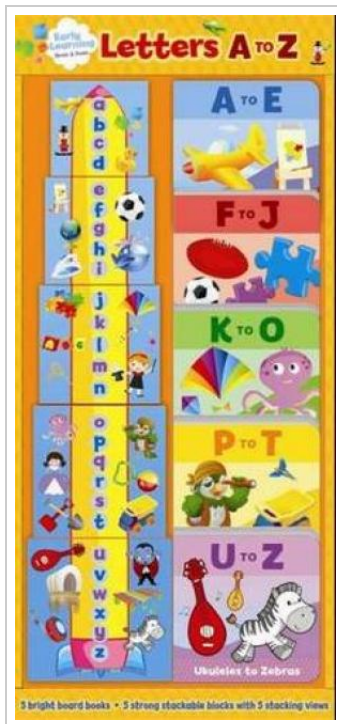 Early
Learning
Letters A TO Z
a
b
c
d
e
f
g
h
i
j
k
l
m
n
o
p
q
r
s
t
u
v
w
x
y
z
A TO E
F TO J
K TO O
P TO T
U TO Z
Ukuleles to Zebras
5 bright board books • 5 strong stackable blocks with 5 stacking views